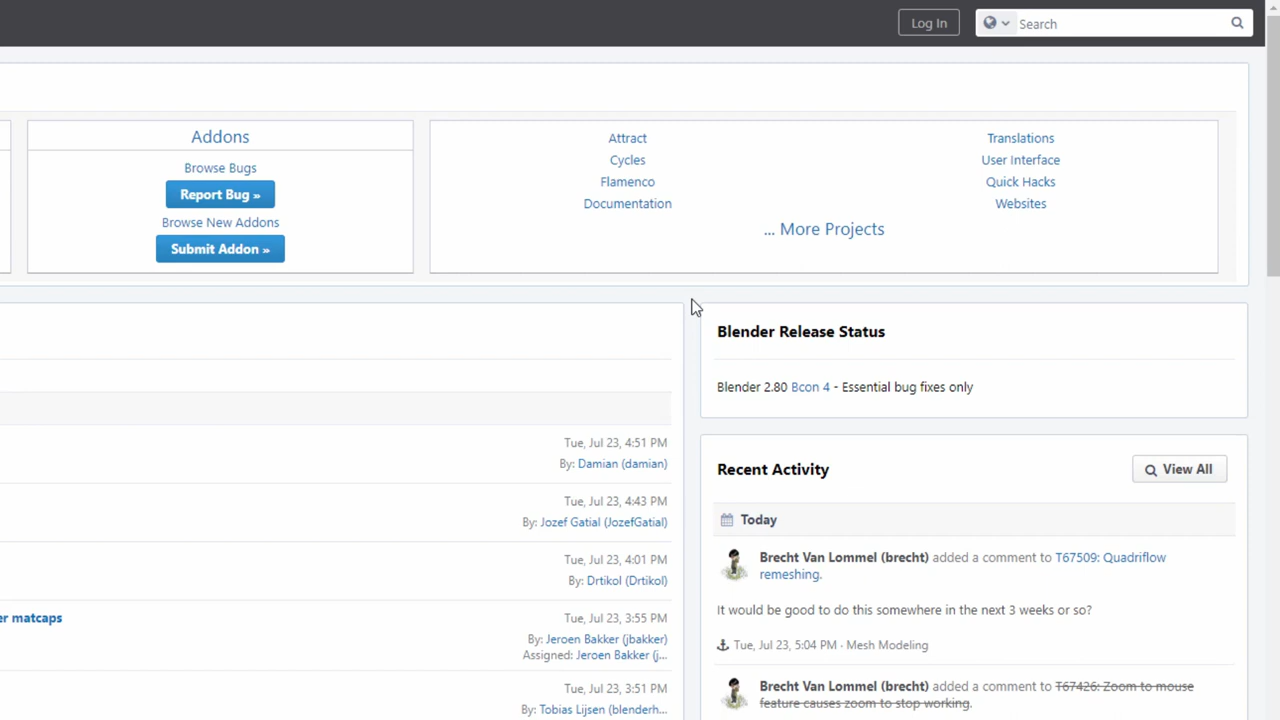 Log In
Search
Addons
Browse Bugs
Report Bug »
Browse New Addons
Submit Addon »
Attract
Cycles
Flamenco
Documentation
Translations
User Interface
Quick Hacks
Websites
... More Projects
Tue, Jul 23, 4:51 PM
By: Damian (damian)
Tue, Jul 23, 4:43 PM
By: Jozef Gatial (JozefGatial)
Tue, Jul 23, 4:01 PM
By: Drtikol (Drtikol)
er matcaps
Tue, Jul 23, 3:55 PM
By: Jeroen Bakker (jbakker)
Assigned: Jeroen Bakker (j...
Tue, Jul 23, 3:51 PM
By: Tobias Lijsen (blenderh...
Blender Release Status
Blender 2.80 Bcon 4 - Essential bug fixes only
Recent Activity
View All
Today
Brecht Van Lommel (brecht) added a comment to T67509: Quadriflow
remeshing.
It would be good to do this somewhere in the next 3 weeks or so?
Tue, Jul 23, 5:04 PM · Mesh Modeling
Brecht Van Lommel (brecht) added a comment to T67426: Zoom to mouse
feature causes zoom to stop working.